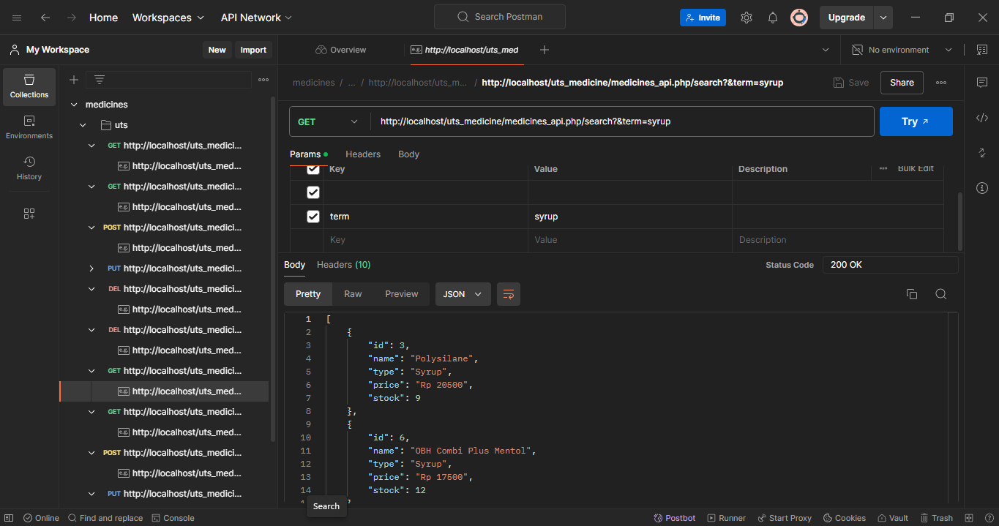 Home Workspaces API Network Search Postman Invite Upgrade
My Workspace New Import Overview http://localhost/uts_med No environment
Collections
Environments
History
medicines
uts
GET http://localhost/uts_medici...
e.g. http://localhost/uts_med...
GET http://localhost/uts_medici...
e.g. http://localhost/uts_med...
POST http://localhost/uts_medici...
e.g. http://localhost/uts_med...
PUT http://localhost/uts_medici...
DEL http://localhost/uts_medici...
e.g. http://localhost/uts_med...
DEL http://localhost/uts_medici...
e.g. http://localhost/uts_med...
GET http://localhost/uts_medici...
e.g. http://localhost/uts_med...
GET http://localhost/uts_medici...
e.g. http://localhost/uts_med...
POST http://localhost/uts_medici...
e.g. http://localhost/uts_med...
PUT http://localhost/uts_medici...
medicines / ... / http://localhost/uts_m... / http://localhost/uts_medicine/medicines_api.php/search?&term=syrup Save Share
GET http://localhost/uts_medicine/medicines_api.php/search?&term=syrup Try
Params Headers Body
Key Value Description Bulk Edit
term syrup
Key Value Description
Body Headers (10) Status Code 200 OK
Pretty Raw Preview JSON
1 [
2 {
3 "id": 3,
4 "name": "Polysilane",
5 "type": "Syrup",
6 "price": "Rp 20500",
7 "stock": 9
8 },
9 {
10 "id": 6,
11 "name": "OBH Combi Plus Mentol",
12 "type": "Syrup",
13 "price": "Rp 17500",
14 "stock": 12
Search
Online Find and replace Console Postbot Runner Start Proxy Cookies Vault Trash